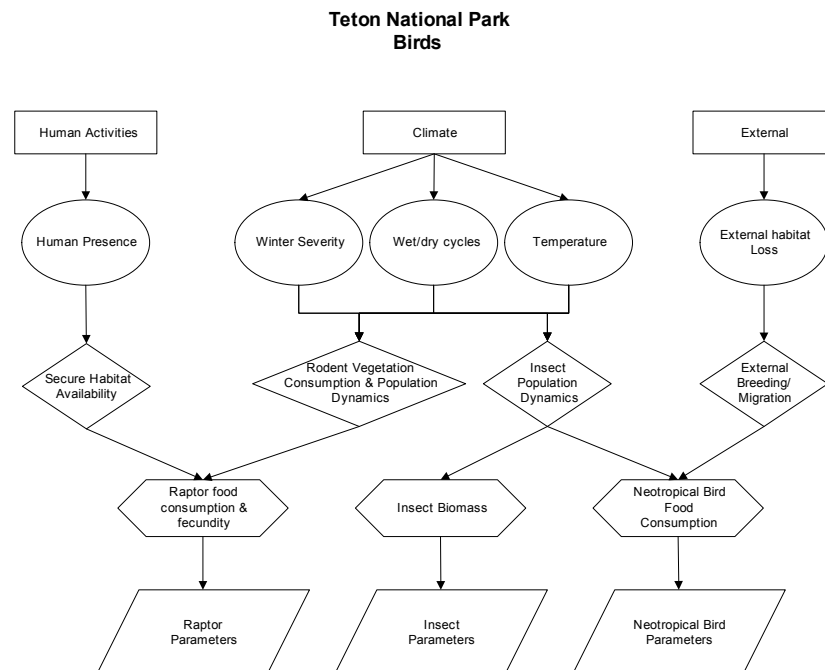 Teton National Park
Birds
Human Activities
Climate
External
Human Presence
Winter Severity
Wet/dry cycles
Temperature
External habitat
Loss
Secure Habitat
Availability
Rodent Vegetation
Consumption & Population
Dynamics
Insect
Population
Dynamics
External
Breeding/
Migration
Raptor food
consumption &
fecundity
Insect Biomass
Neotropical Bird
Food
Consumption
Raptor
Parameters
Insect
Parameters
Neotropical Bird
Parameters